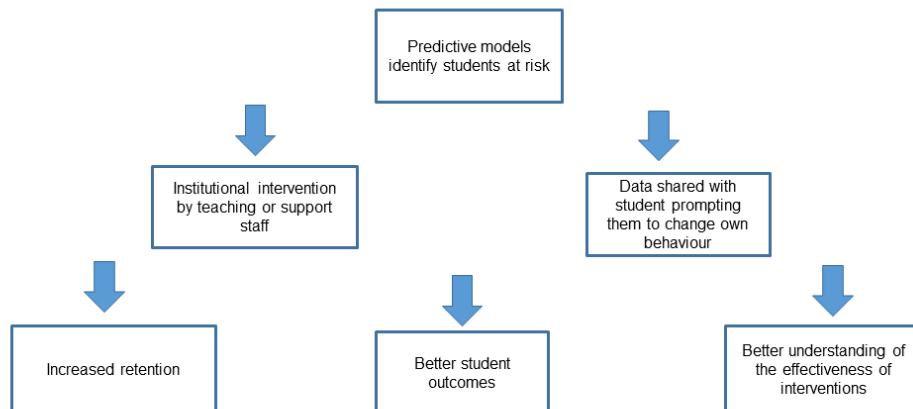 Predictive models
identify students at risk
Institutional intervention
by teaching or support
staff
Data shared with
student prompting
them to change own
behaviour
Increased retention
Better student
outcomes
Better understanding of
the effectiveness of
interventions